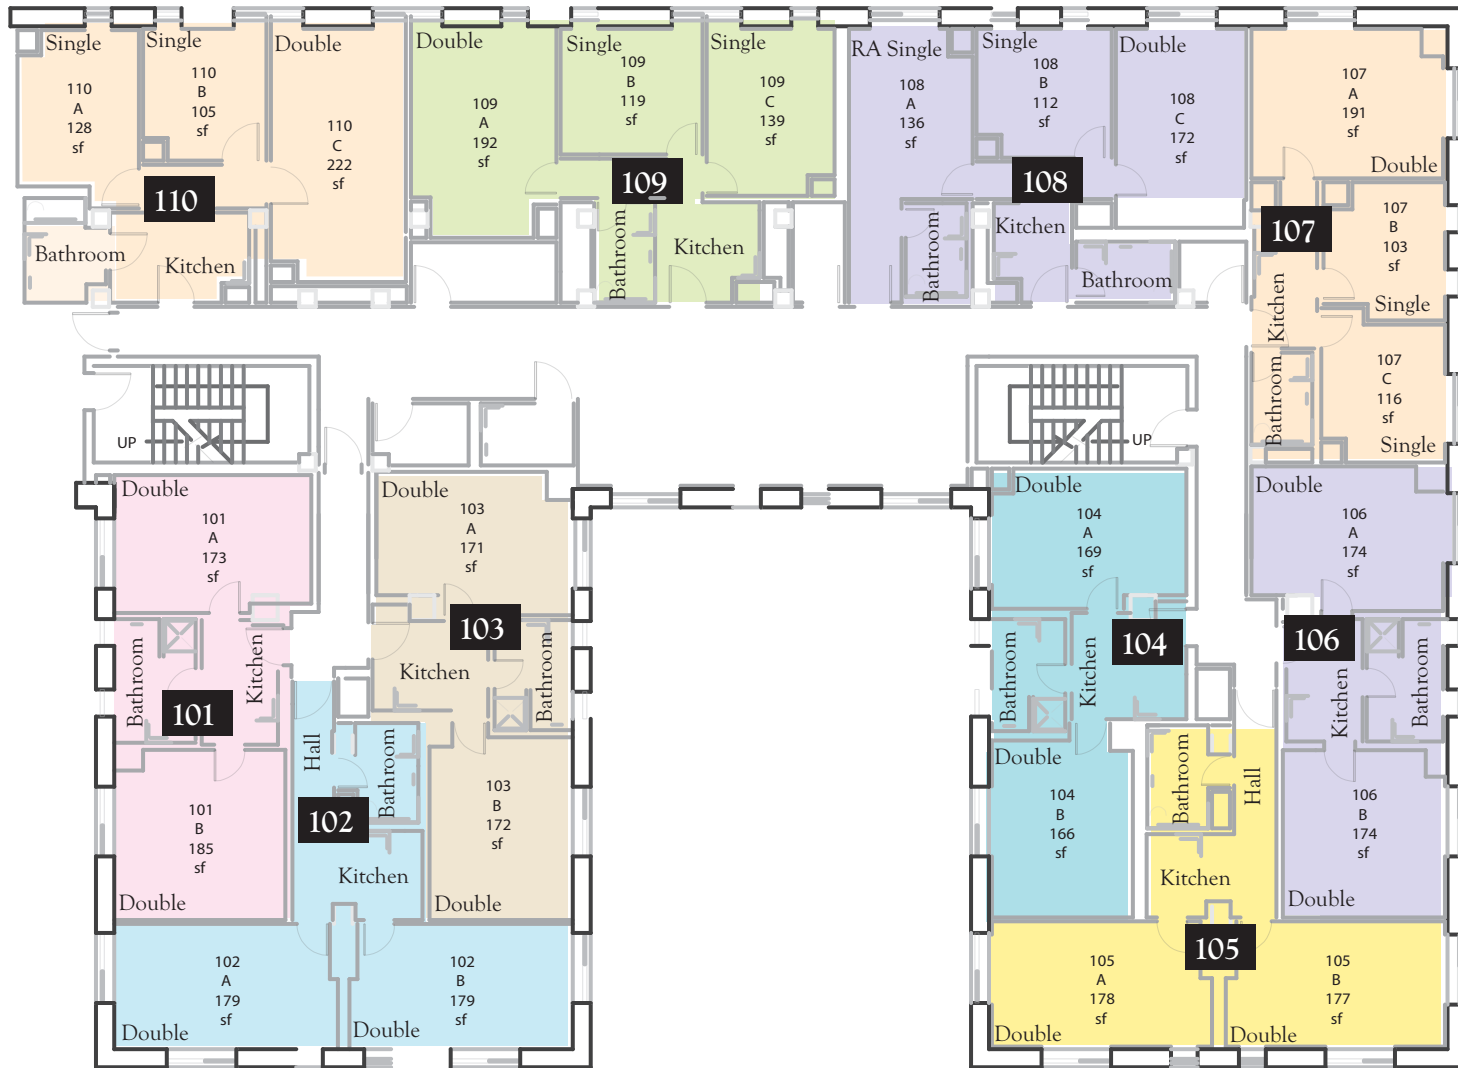 Single
110
A
128
sf
Single
110
B
105
sf
Double
110
C
222
sf
110
Bathroom
Kitchen
Double
109
A
192
sf
Single
109
B
119
sf
Single
109
C
139
sf
109
Bathroom
Kitchen
RA Single
108
A
136
sf
Single
108
B
112
sf
Double
108
C
172
sf
108
Bathroom
Kitchen
Bathroom
107
A
191
sf
Double
107
107
B
103
sf
Single
Kitchen
107
C
116
sf
Single
Bathroom
UP
UP
Double
101
A
173
sf
Bathroom
Kitchen
101
101
B
185
sf
Double
Double
103
A
171
sf
103
Kitchen
Bathroom
103
B
172
sf
Double
Hall
Bathroom
102
Kitchen
102
A
179
sf
Double
102
B
179
sf
Double
Double
104
A
169
sf
Bathroom
Kitchen
104
Double
104
B
166
sf
Double
106
A
174
sf
106
Kitchen
Bathroom
106
B
174
sf
Double
Bathroom
Hall
Kitchen
105
105
A
178
sf
Double
105
B
177
sf
Double